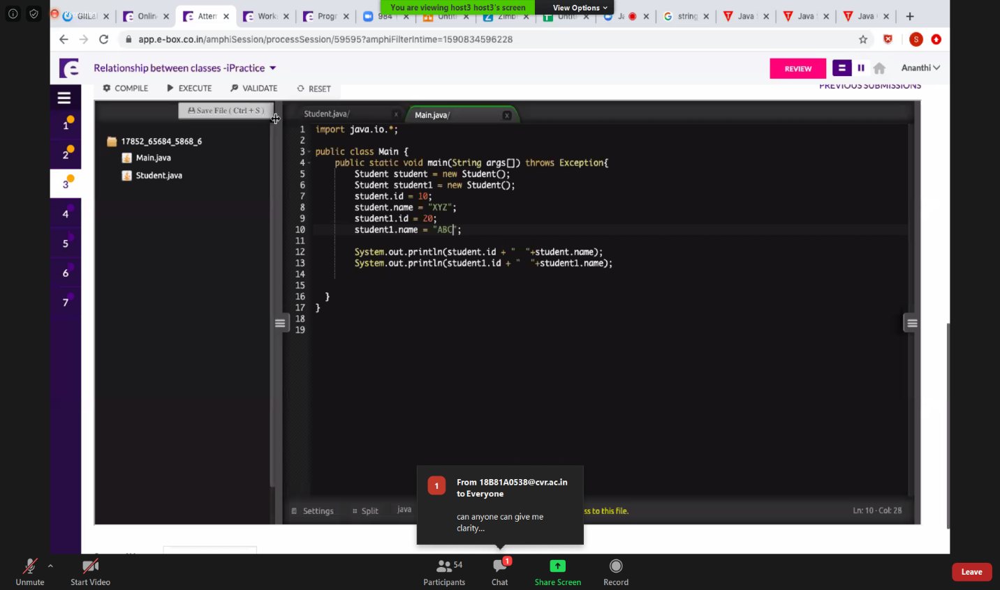 You are viewing host3 host3's screen
View Options
Onlin
Atten
Work
Progr
984
Untit
Zimb
Untit
string
Java
Java
Java
app.e-box.co.in/amphiSession/processSession/59595?amphiFilterIntime=1590834596228
S
Relationship between classes -iPractice
REVIEW
Ananthi
COMPILE
EXECUTE
VALIDATE
RESET
PREVIOUS SUBMISSIONS
Save File ( Ctrl + S )
Student.java/ x
Main.java/ x
1
2
3
4
5
6
7
17852_65684_5868_6
Main.java
Student.java
1 import java.io.*;
2
3 public class Main {
4 public static void main(String args[]) throws Exception{
5 Student student = new Student();
6 Student student1 = new Student();
7 student.id = 10;
8 student.name = "XYZ";
9 student1.id = 20;
10 student1.name = "ABC";
11
12 System.out.println(student.id + "  "+student.name);
13 System.out.println(student1.id + "  "+student1.name);
14
15
16 }
17 }
18
19
1
From 18B81A0538@cvr.ac.in
to Everyone
can anyone can give me
clarity...
Settings
Split
java
ss to this file.
Ln: 10 · Col: 28
Unmute
Start Video
54
Participants
1
Chat
Share Screen
Record
Leave